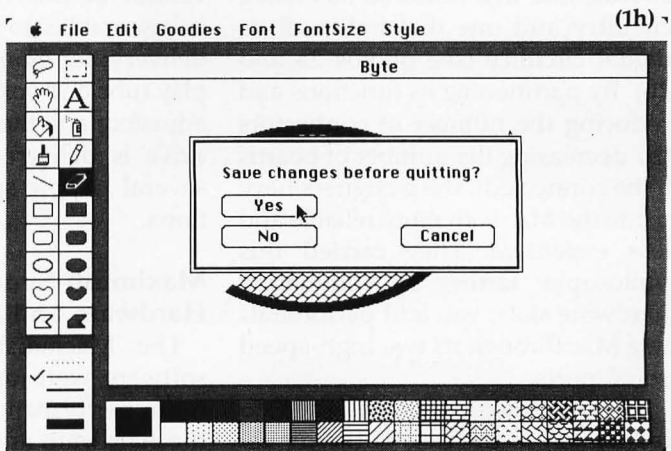 (1h)
File Edit Goodies Font FontSize Style
Byte
A
Save changes before quitting?
Yes
No Cancel